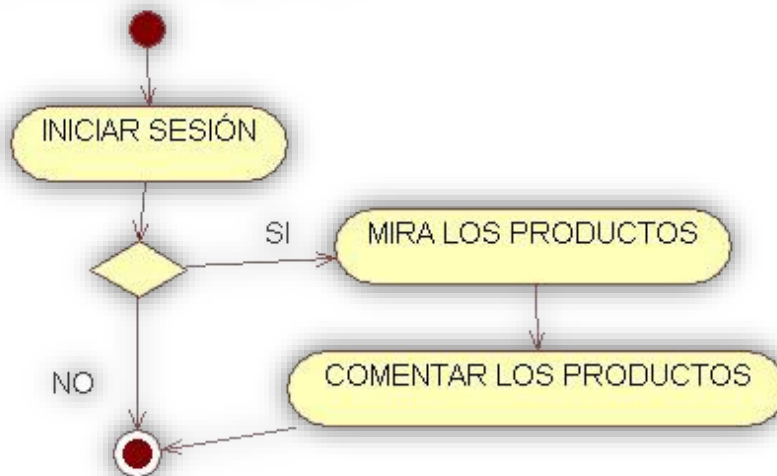 INICIAR SESIÓN
SI
MIRA LOS PRODUCTOS
COMENTAR LOS PRODUCTOS
NO